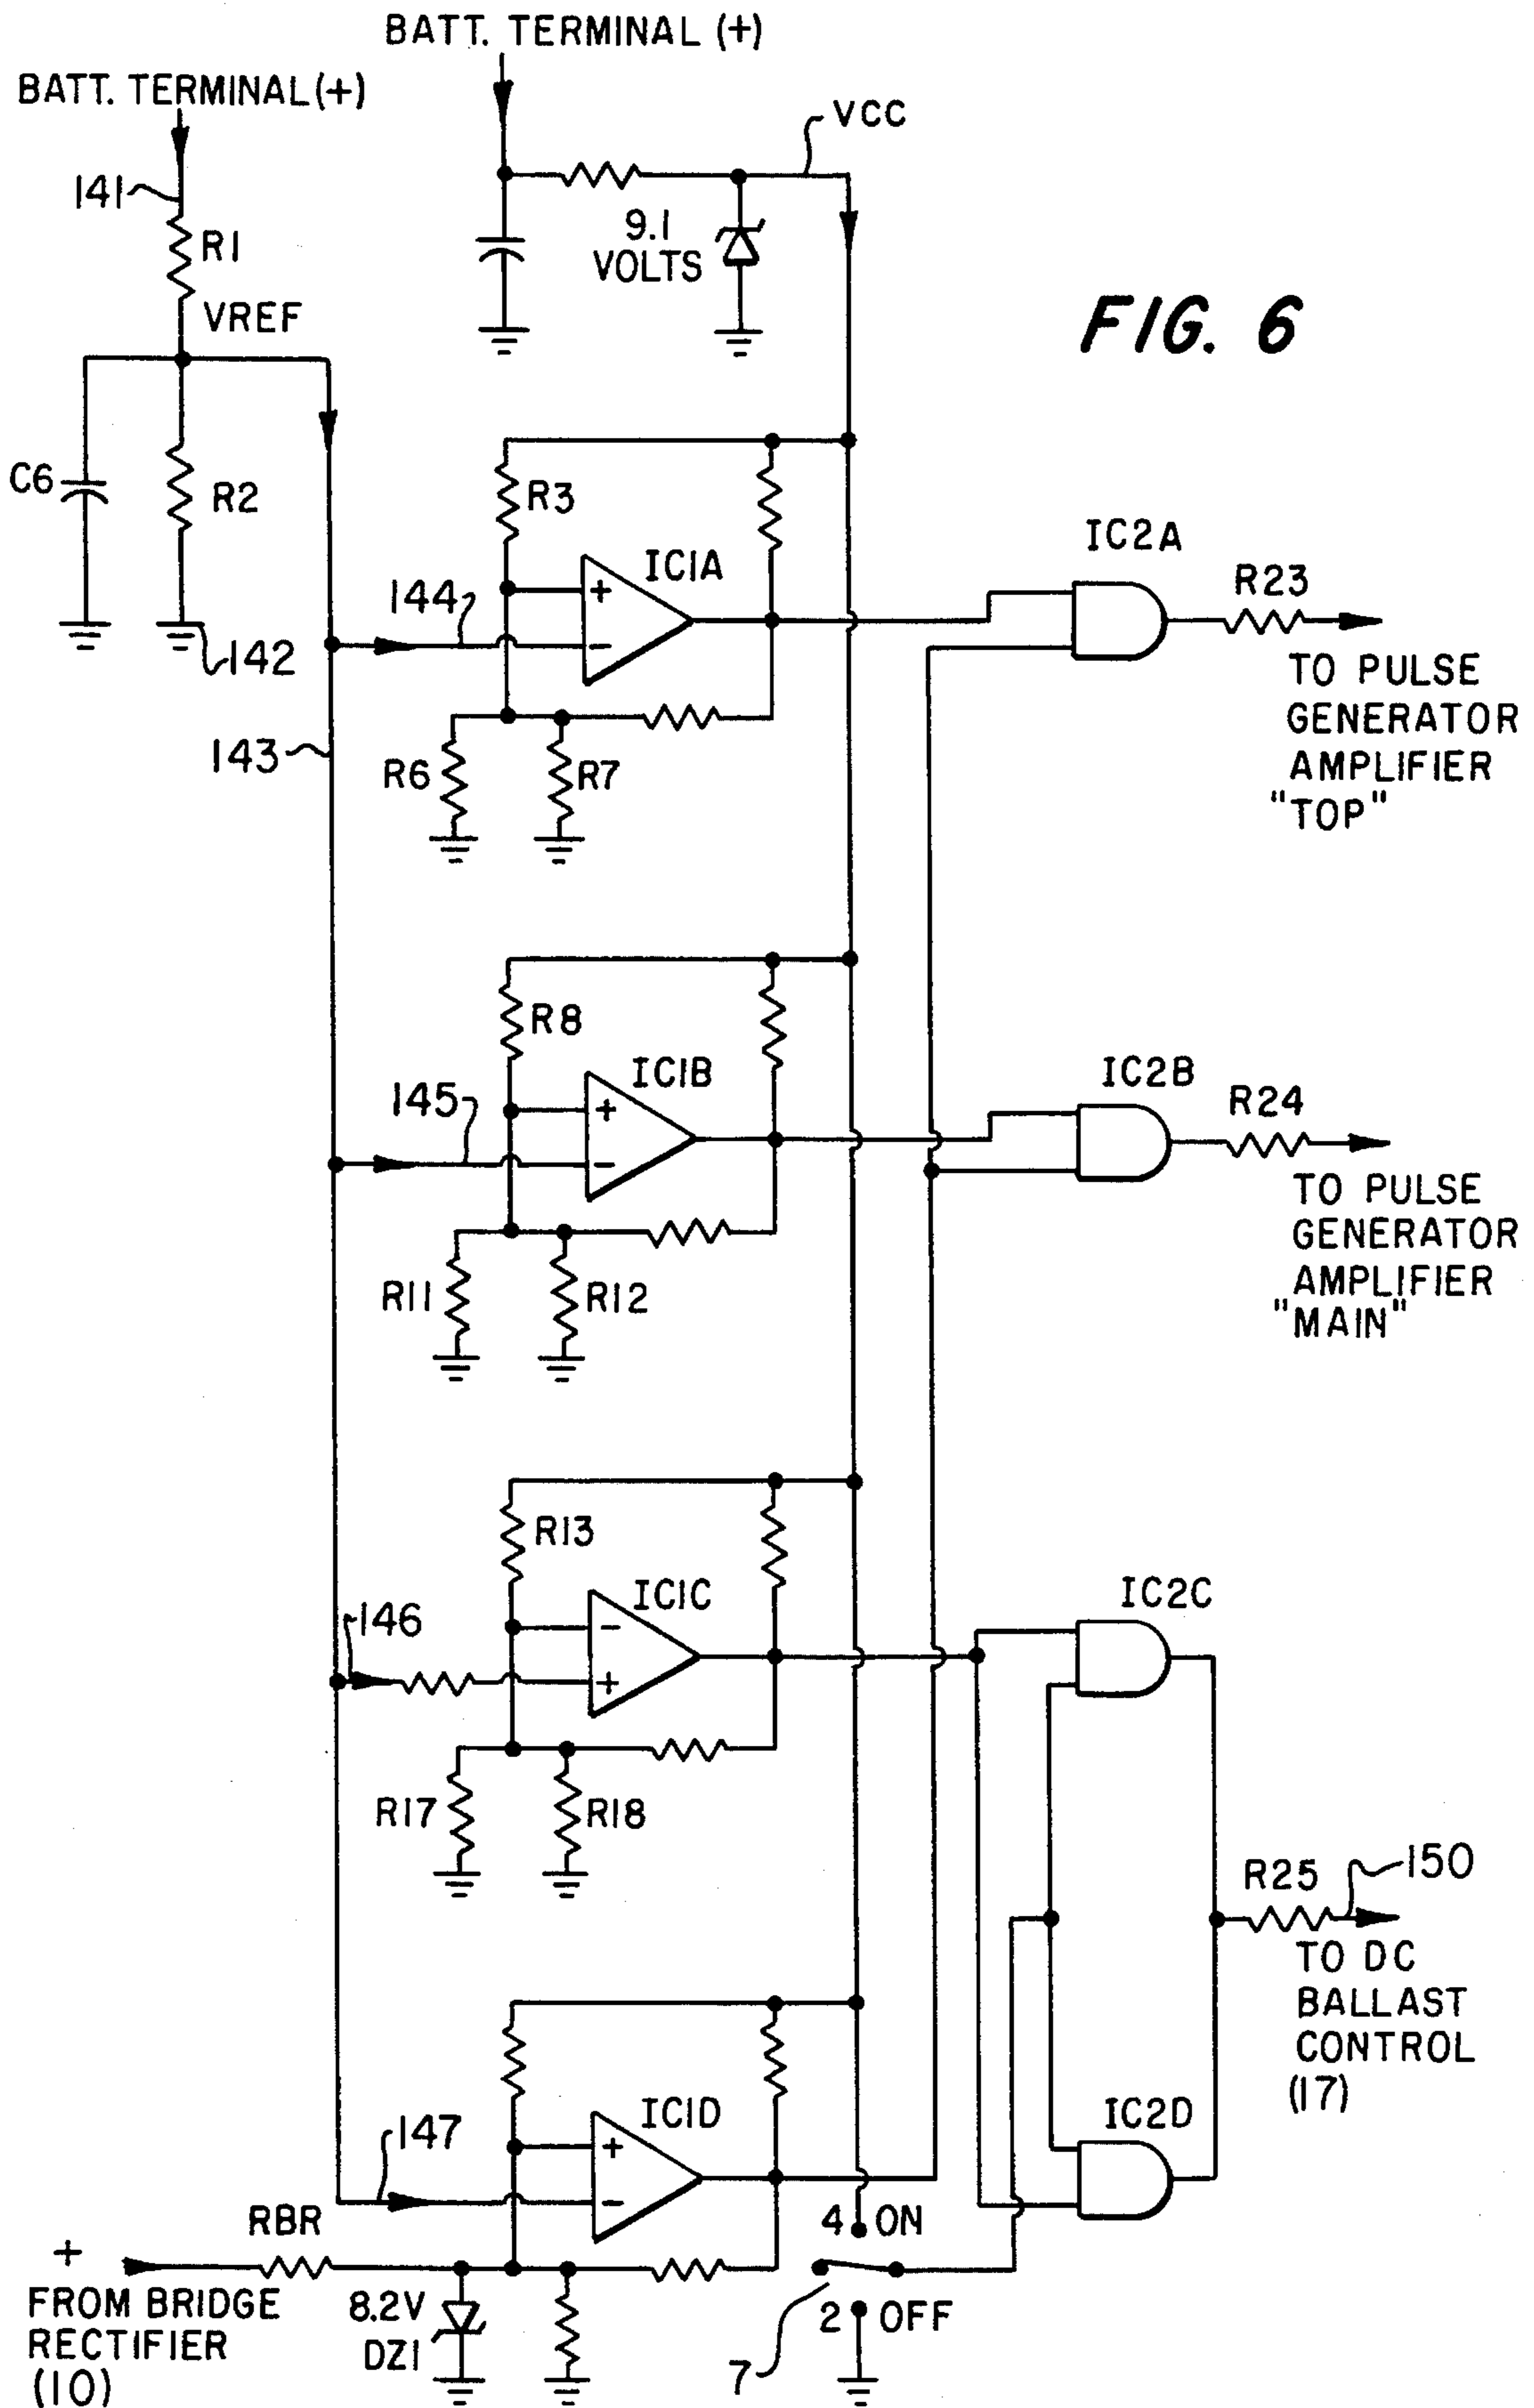 BATT. TERMINAL (+)
BATT. TERMINAL (+)
VCC
141
R1
9.1
VOLTS
VREF
FIG. 6
C6
R2
R3
IC1A
IC2A
R23
144
+
-
142
TO PULSE
GENERATOR
AMPLIFIER
"TOP"
143
R6
R7
R8
IC1B
IC2B
R24
145
+
-
TO PULSE
GENERATOR
AMPLIFIER
"MAIN"
R11
R12
R13
IC1C
IC2C
146
-
+
R17
R18
R25
150
TO DC
BALLAST
CONTROL
(17)
IC1D
IC2D
147
+
-
RBR
4 ON
+
FROM BRIDGE
RECTIFIER
(10)
8.2V
DZ1
2 OFF
7